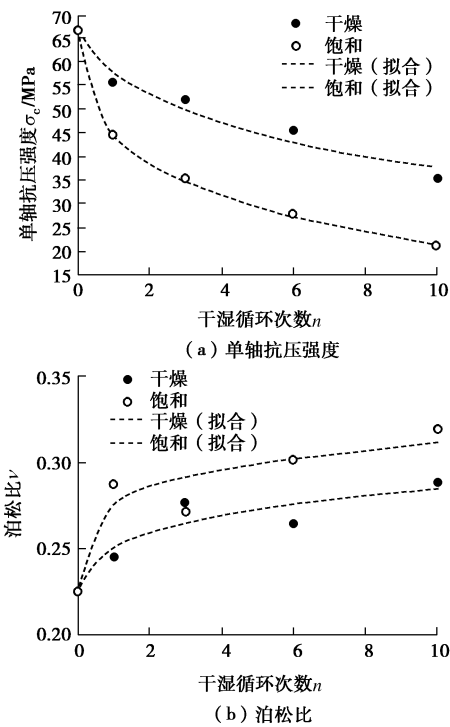 70
65
60
55
50
45
40
35
30
25
20
15
单轴抗压强度σc/MPa
干燥
饱和
干燥（拟合）
饱和（拟合）
0
2
4
6
8
10
干湿循环次数n
（a）单轴抗压强度
0.35
0.30
0.25
0.20
泊松比ν
干燥
饱和
干燥（拟合）
饱和（拟合）
0
2
4
6
8
10
干湿循环次数n
（b）泊松比